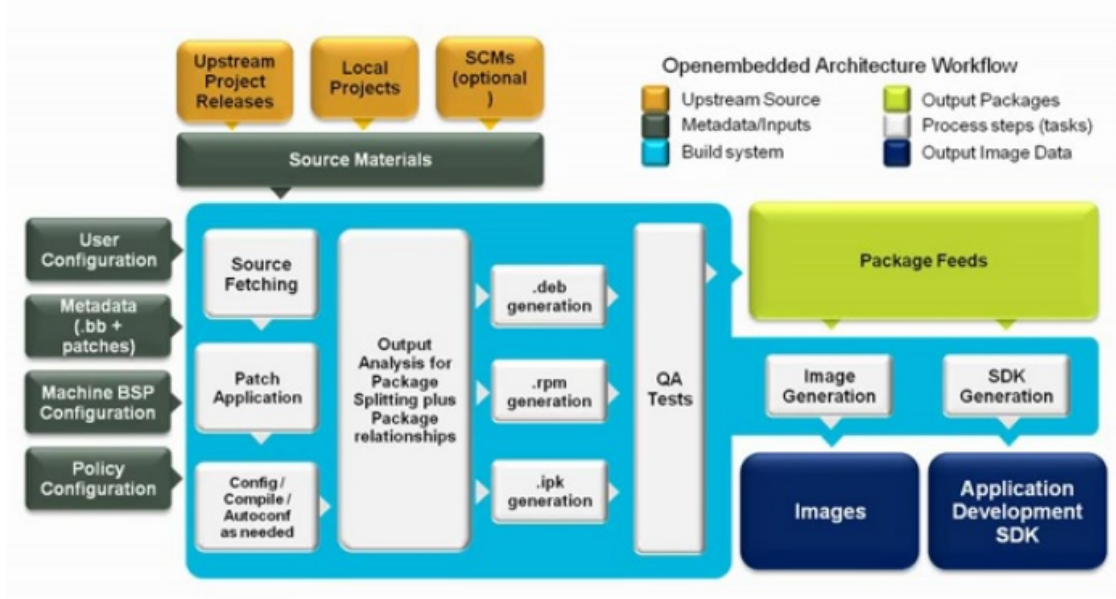 Upstream
Project
Releases
Local
Projects
SCMs
(optional
)
Openembedded Architecture Workflow
Upstream Source
Metadata/Inputs
Build system
Output Packages
Process steps (tasks)
Output Image Data
Source Materials
User
Configuration
Metadata
(.bb +
patches)
Machine BSP
Configuration
Policy
Configuration
Source
Fetching
Patch
Application
Config /
Compile /
Autoconf
as needed
Output
Analysis for
Package
Splitting plus
Package
relationships
.deb
generation
.rpm
generation
.ipk
generation
QA
Tests
Package Feeds
Image
Generation
SDK
Generation
Images
Application
Development
SDK